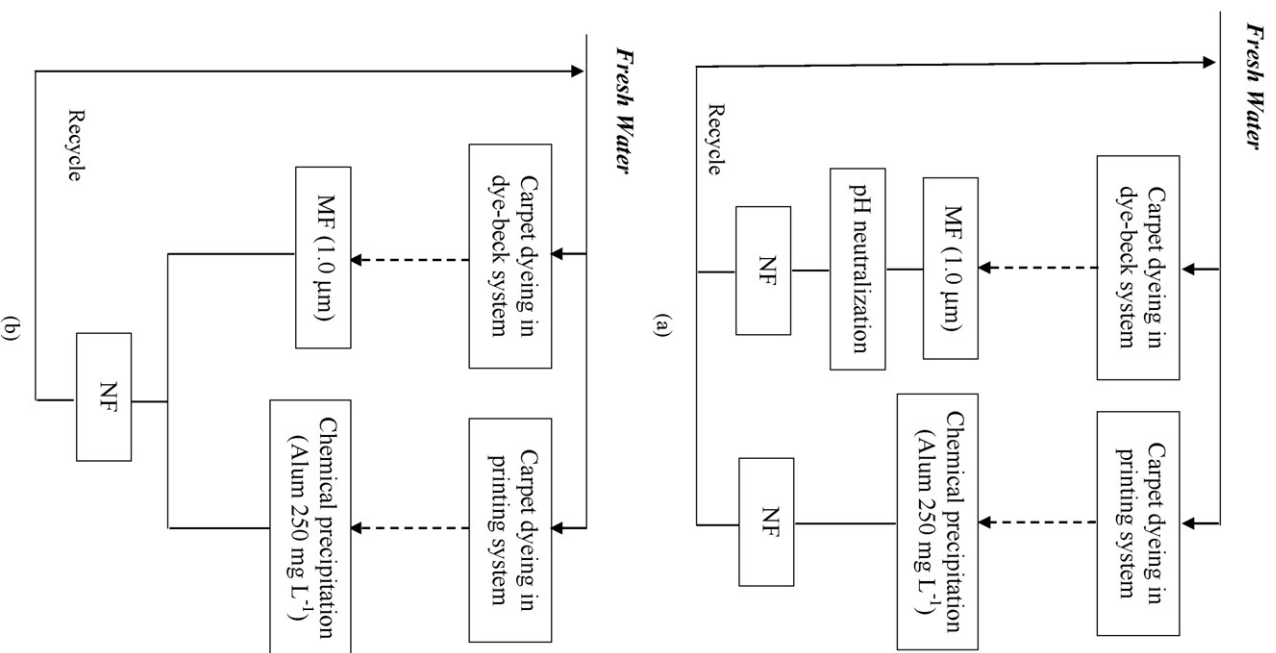 Fresh Water
Carpet dyeing in
dye-beck system
Carpet dyeing in
printing system
MF (1.0 µm)
Chemical precipitation
(Alum 250 mg L⁻¹)
pH neutralization
NF
NF
Recycle
(a)
Fresh Water
Carpet dyeing in
dye-beck system
Carpet dyeing in
printing system
MF (1.0 µm)
Chemical precipitation
(Alum 250 mg L⁻¹)
NF
Recycle
(b)